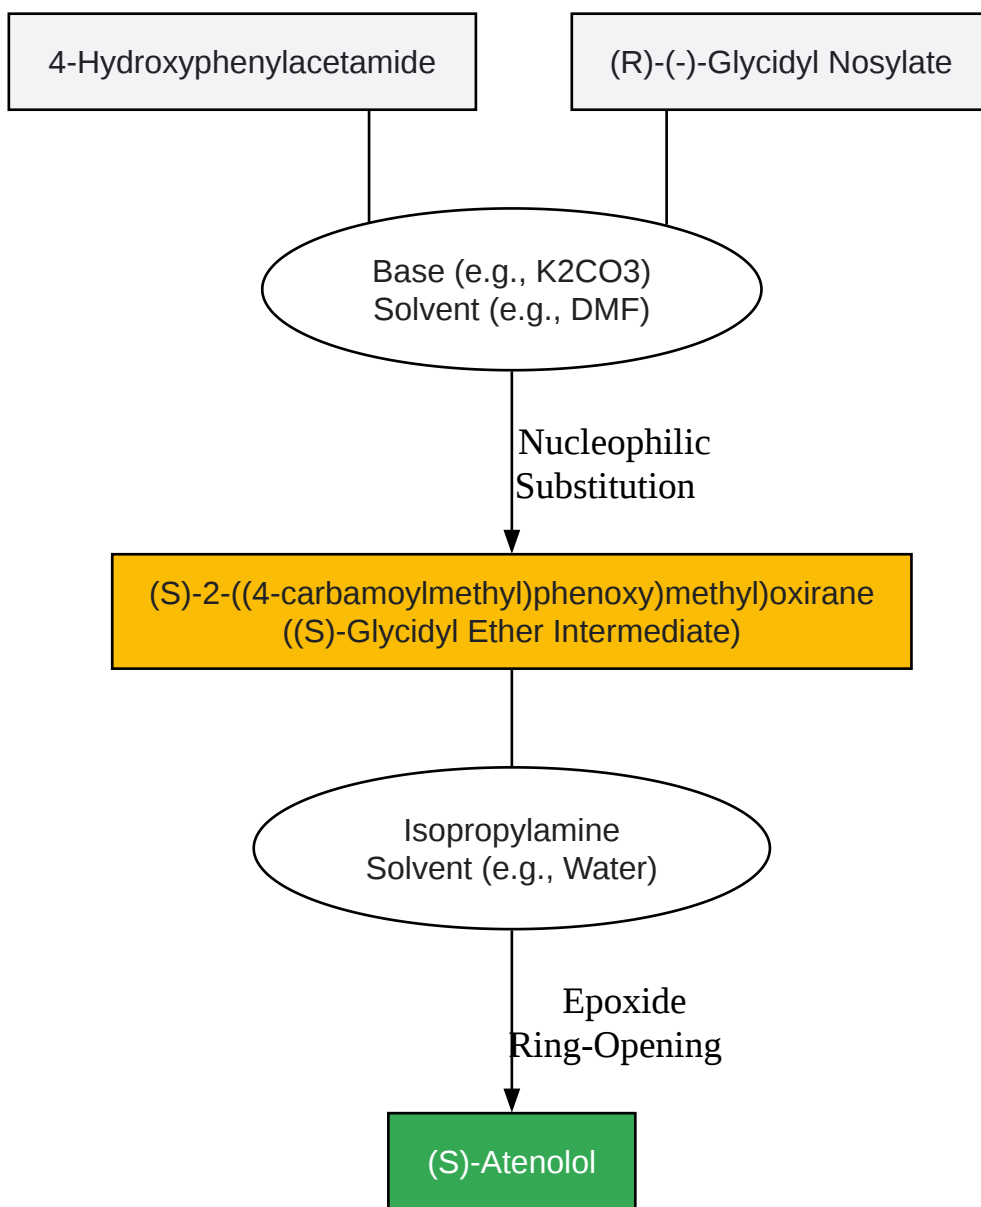 4-Hydroxyphenylacetamide
(R)-(-)-Glycidyl Nosylate
Base (e.g., K2CO3)
Solvent (e.g., DMF)
Nucleophilic
Substitution
(S)-2-((4-carbamoylmethyl)phenoxy)methyl)oxirane
((S)-Glycidyl Ether Intermediate)
Isopropylamine
Solvent (e.g., Water)
Epoxide
Ring-Opening
(S)-Atenolol